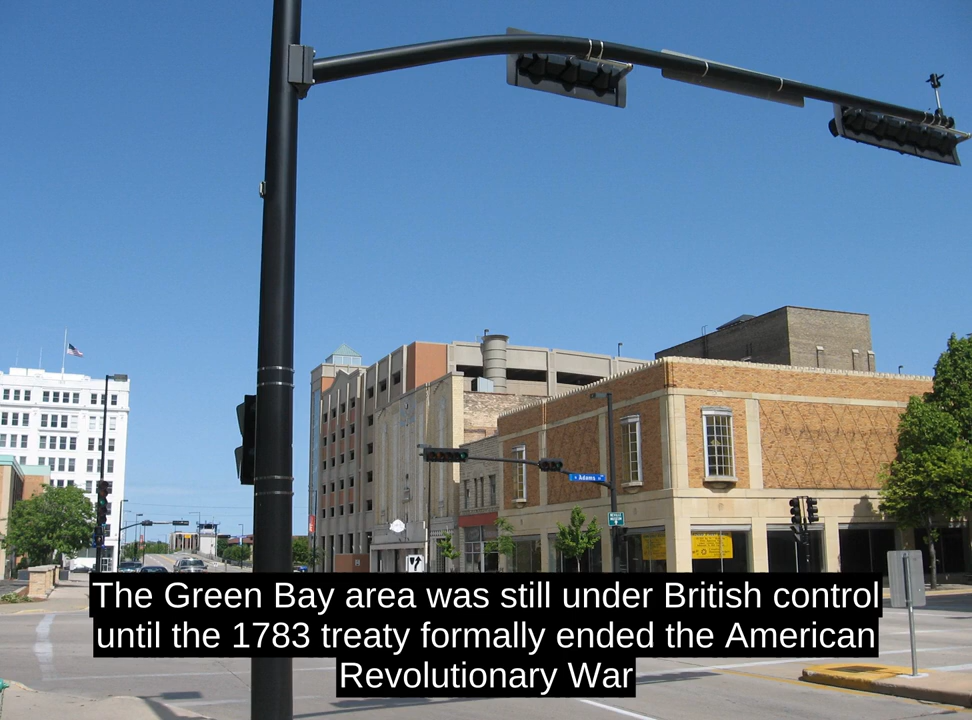 Adams
The Green Bay area was still under British control
until the 1783 treaty formally ended the American
Revolutionary War